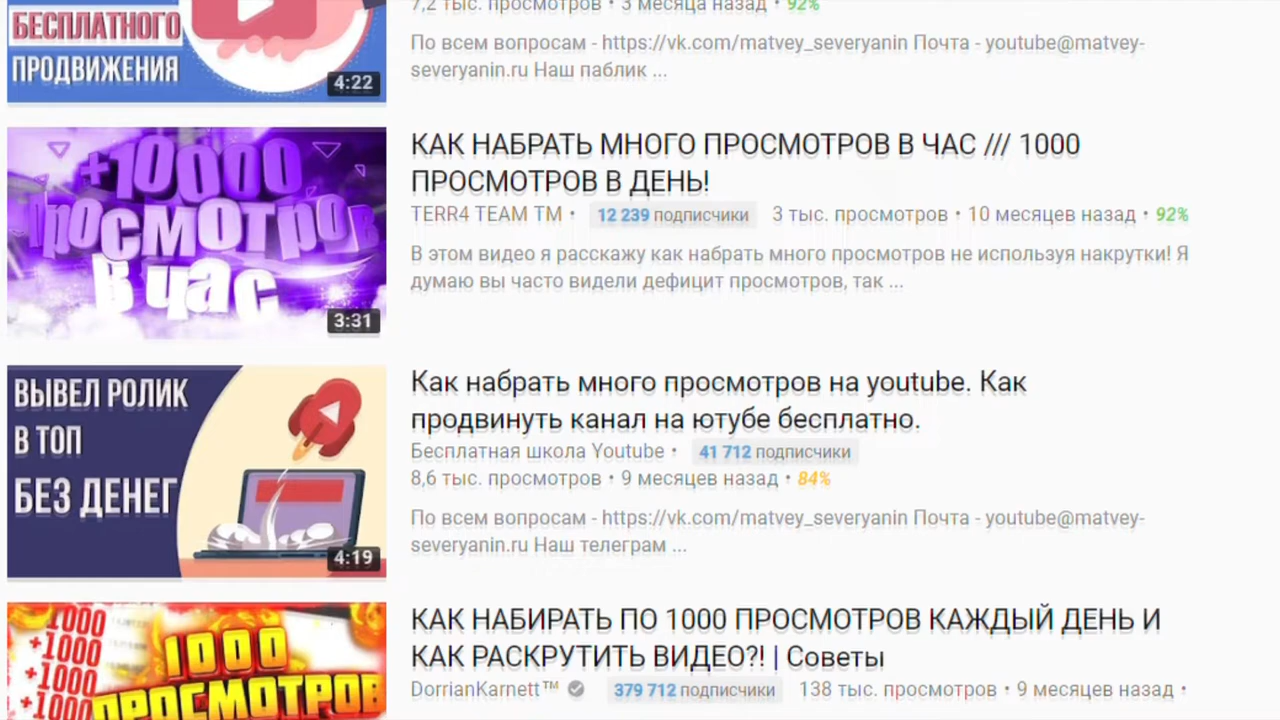 7,2 тыс. просмотров • 3 месяца назад • 92%
БЕСПЛАТНОГО
ПРОДВИЖЕНИЯ
4:22
По всем вопросам - https://vk.com/matvey_severyanin Почта - youtube@matvey-
severyanin.ru Наш паблик ...
+10000
просмотров
в час
3:31
КАК НАБРАТЬ МНОГО ПРОСМОТРОВ В ЧАС /// 1000
ПРОСМОТРОВ В ДЕНЬ!
TERR4 TEAM TM • 12 239 подписчики 3 тыс. просмотров • 10 месяцев назад • 92%
В этом видео я расскажу как набрать много просмотров не используя накрутки! Я
думаю вы часто видели дефицит просмотров, так ...
ВЫВЕЛ РОЛИК
В ТОП
БЕЗ ДЕНЕГ
4:19
Как набрать много просмотров на youtube. Как
продвинуть канал на ютубе бесплатно.
Бесплатная школа Youtube • 41 712 подписчики
8,6 тыс. просмотров • 9 месяцев назад • 84%
По всем вопросам - https://vk.com/matvey_severyanin Почта - youtube@matvey-
severyanin.ru Наш телеграм ...
1000
+1000
+1000
+1000
1000
ПРОСМОТРОВ
КАК НАБИРАТЬ ПО 1000 ПРОСМОТРОВ КАЖДЫЙ ДЕНЬ И
КАК РАСКРУТИТЬ ВИДЕО?! | Советы
DorrianKarnett™ 379 712 подписчики 138 тыс. просмотров • 9 месяцев назад •